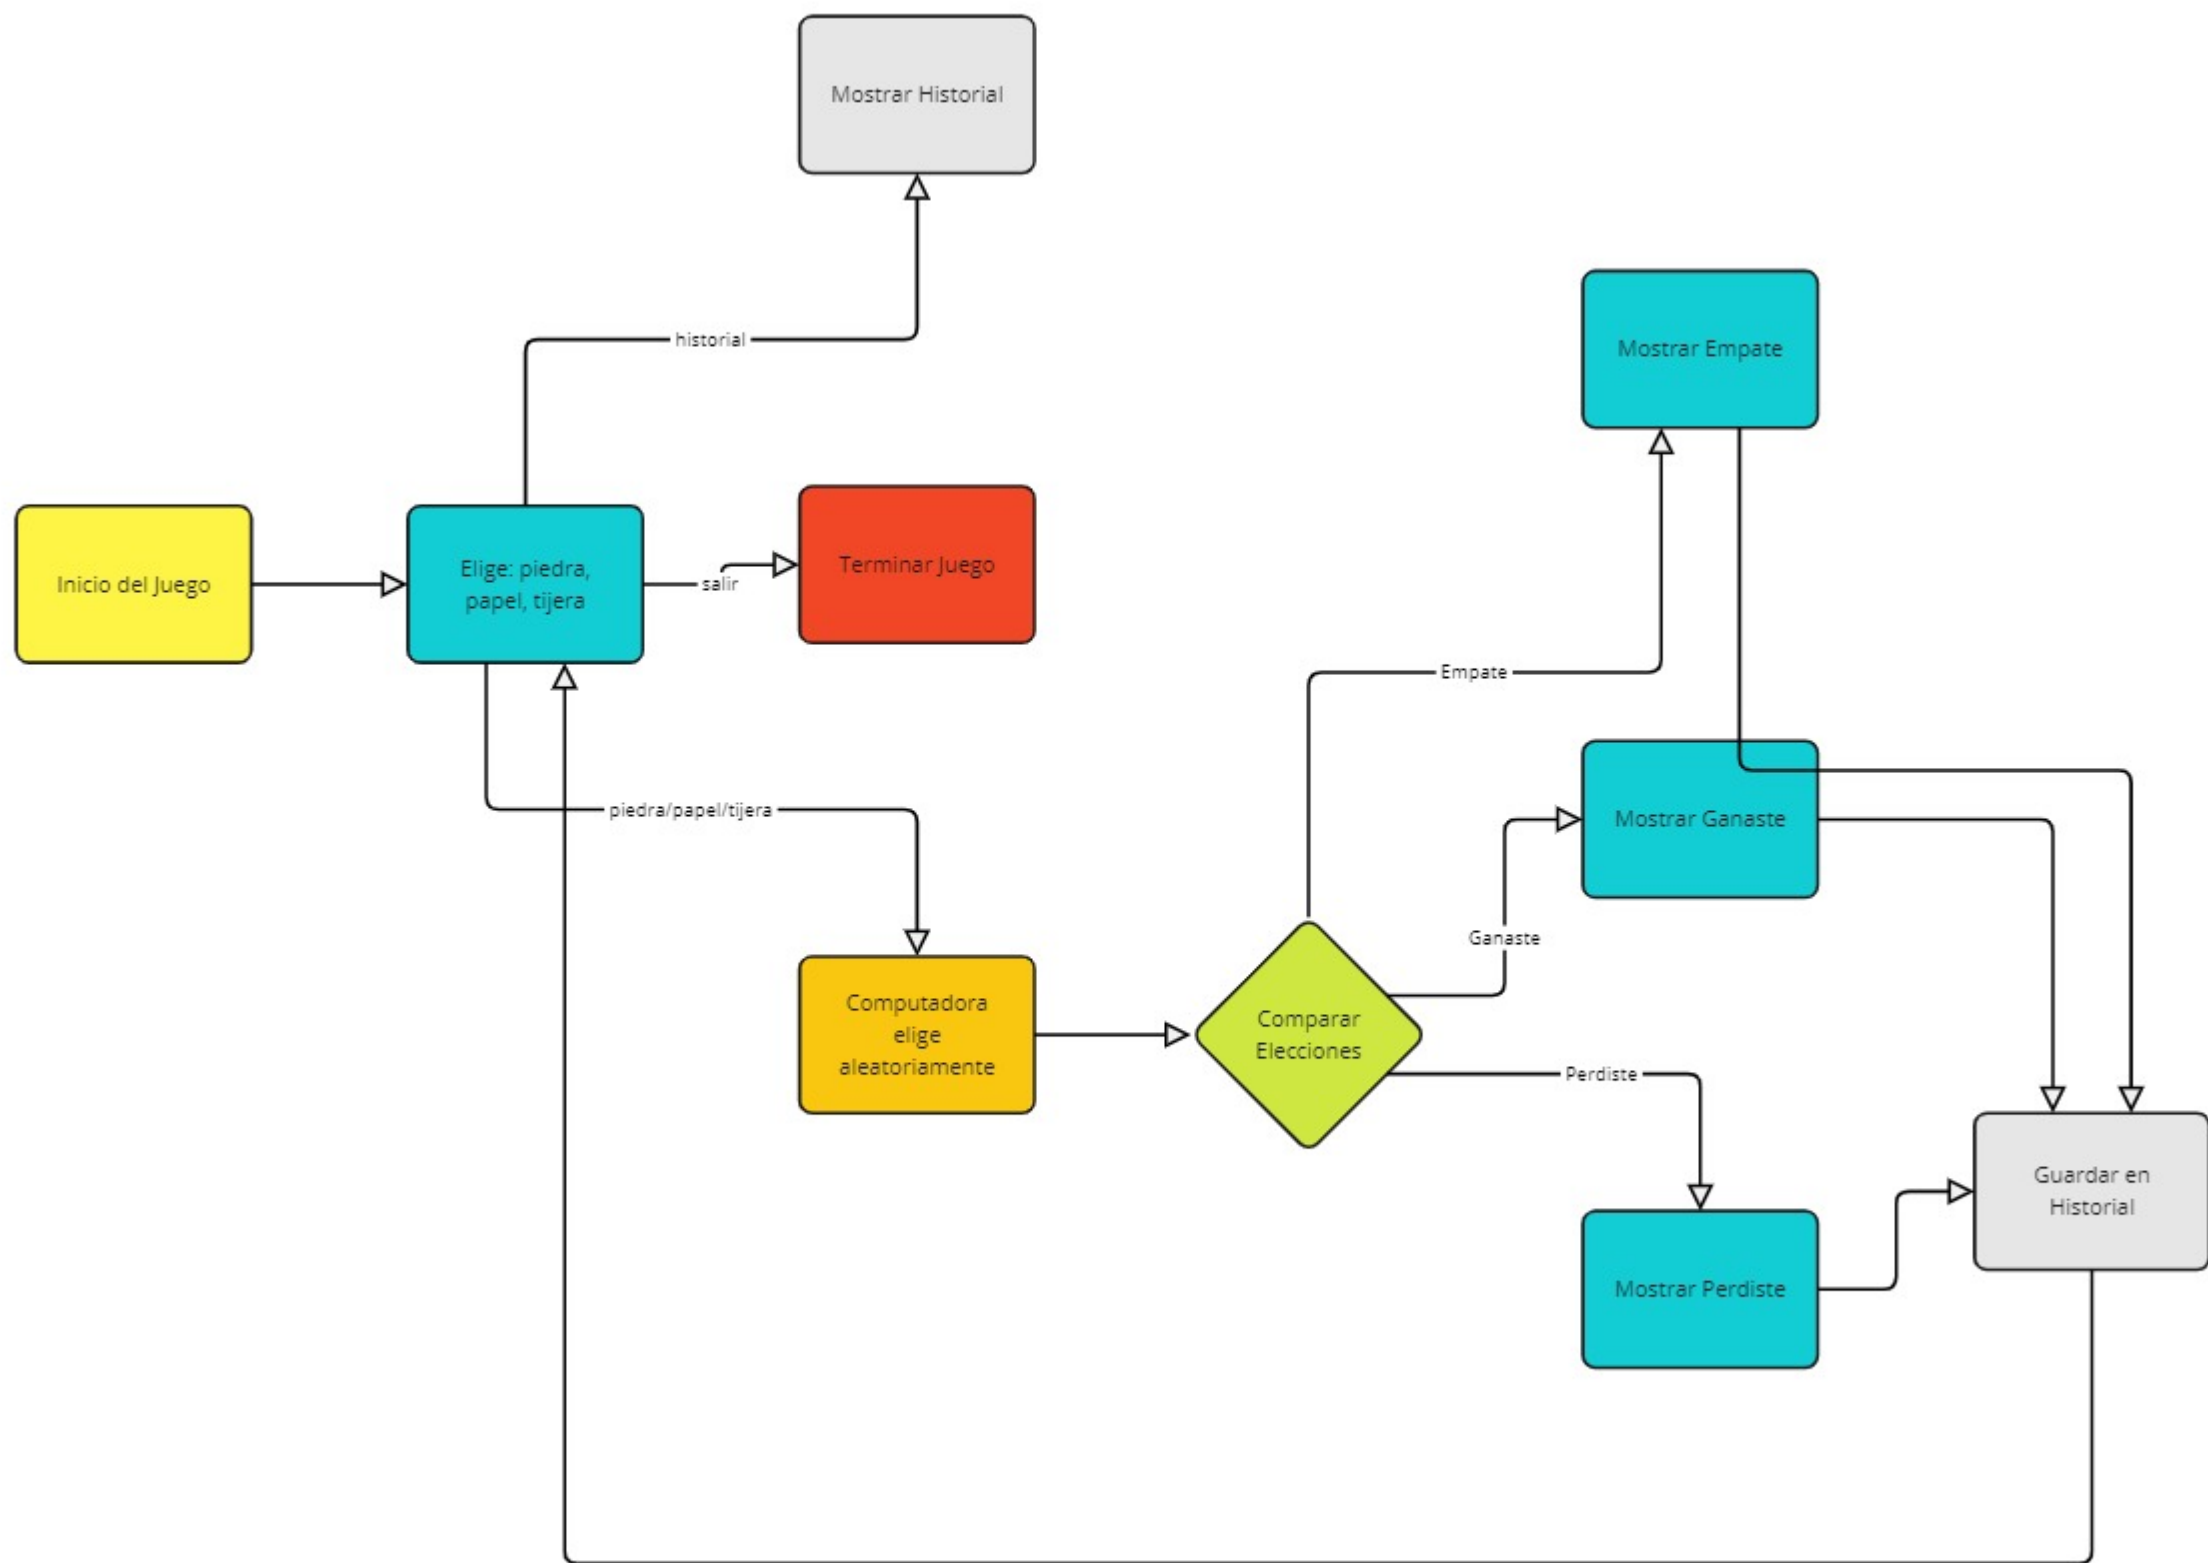 Mostrar Historial
historial
Mostrar Empate
Inicio del Juego
Elige: piedra,
papel, tijera
salir
Terminar Juego
Empate
piedra/papel/tijera
Mostrar Ganaste
Ganaste
Computadora
elige
aleatoriamente
Comparar
Elecciones
Perdiste
Guardar en
Historial
Mostrar Perdiste